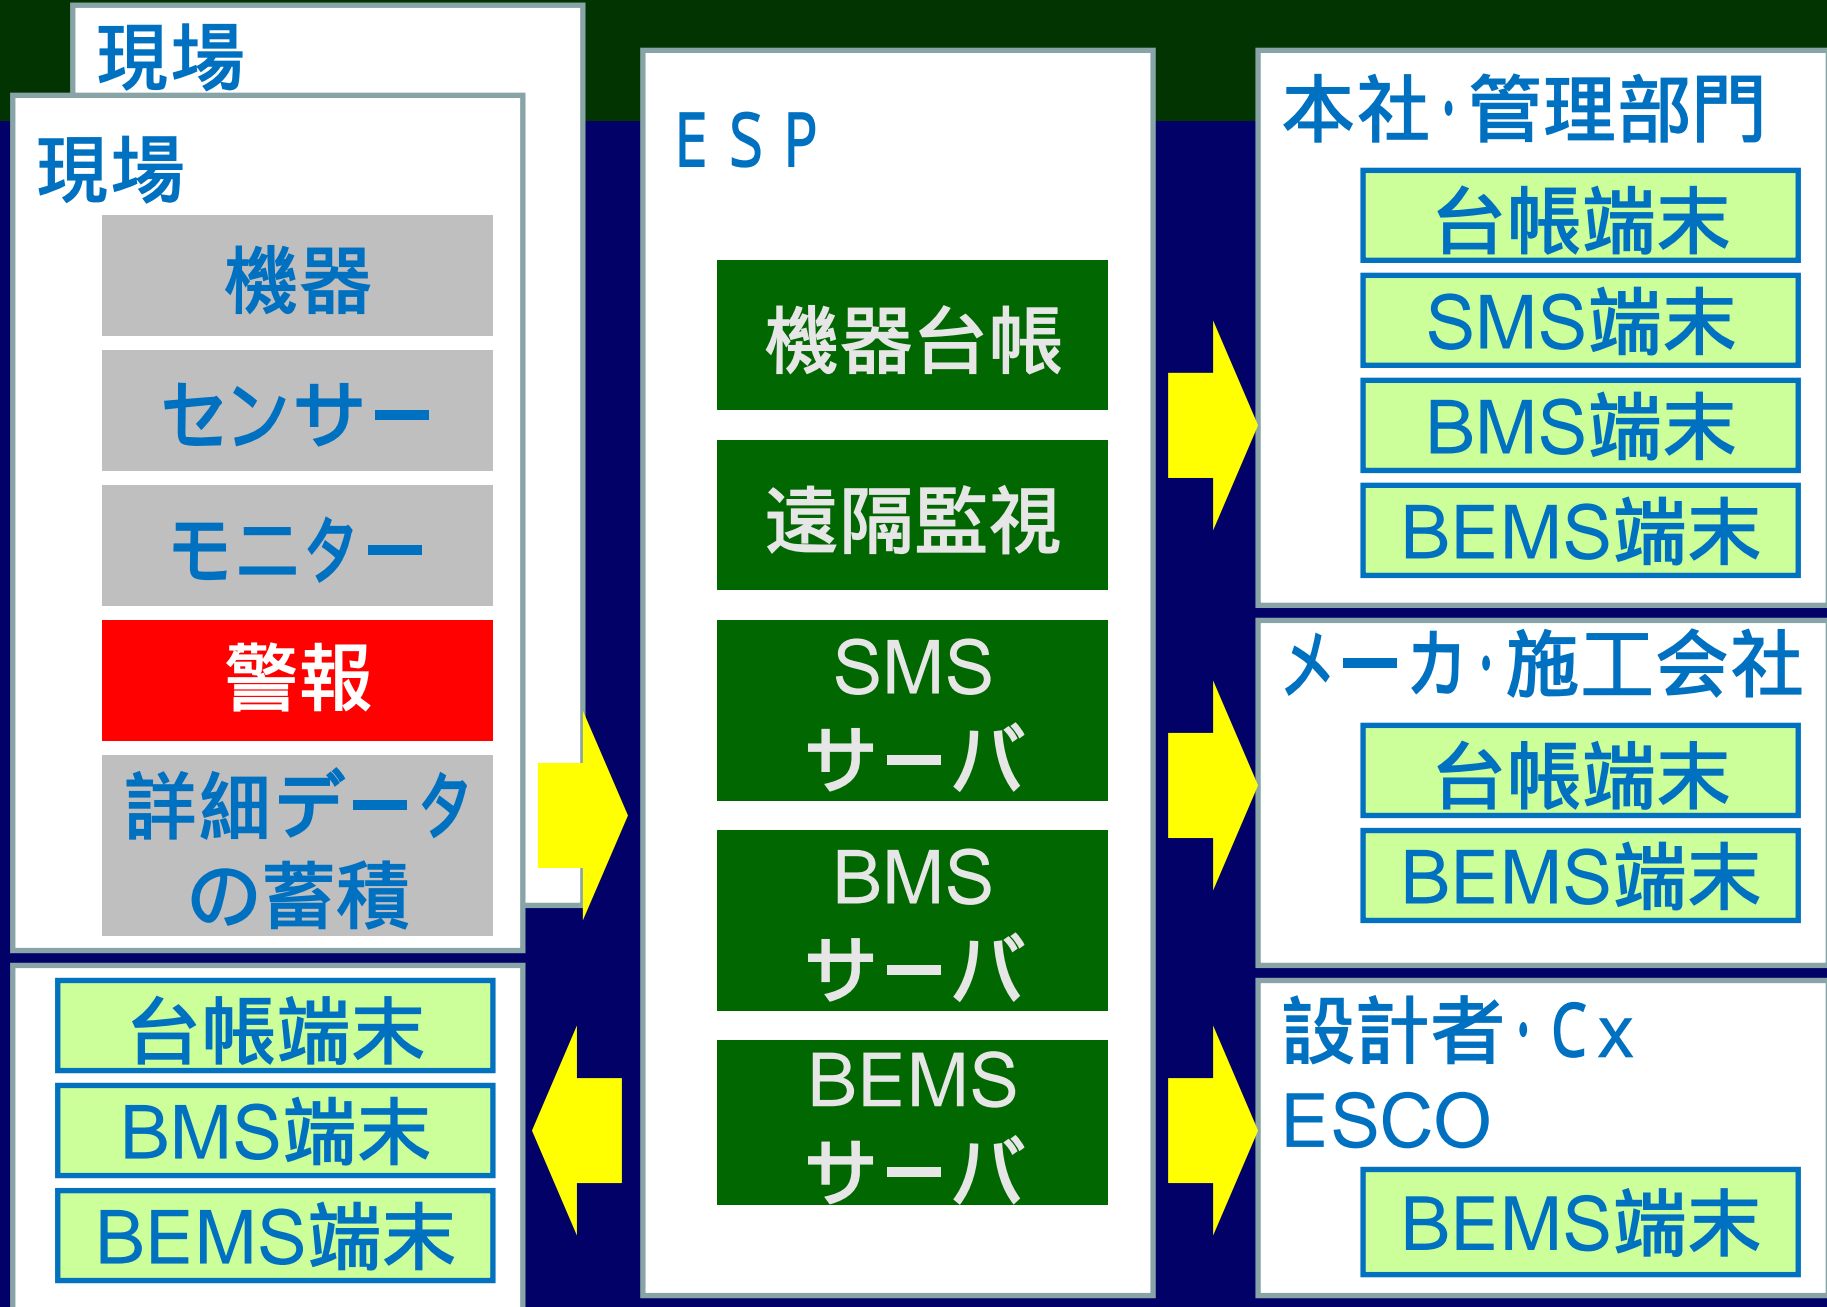 現場
現場
機器
センサー
モニター
警報
詳細データ
の蓄積
台帳端末
BMS端末
BEMS端末
ESP
機器台帳
遠隔監視
SMS
サーバ
BMS
サーバ
BEMS
サーバ
本社・管理部門
台帳端末
SMS端末
BMS端末
BEMS端末
メーカ・施工会社
台帳端末
BEMS端末
設計者・Cx
ESCO
BEMS端末